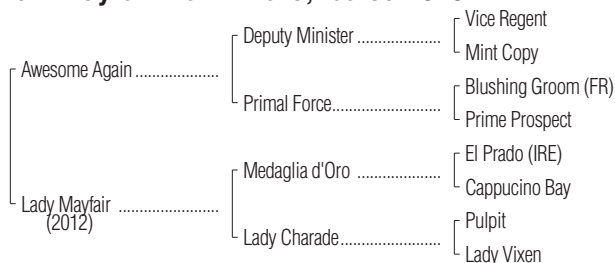 Deputy Minister ....................
Vice Regent
Mint Copy
Awesome Again ....................
Primal Force..........................
Blushing Groom (FR)
Prime Prospect
Medaglia d'Oro ....................
El Prado (IRE)
Cappucino Bay
Lady Mayfair ........................
(2012)
Lady Charade........................
Pulpit
Lady Vixen